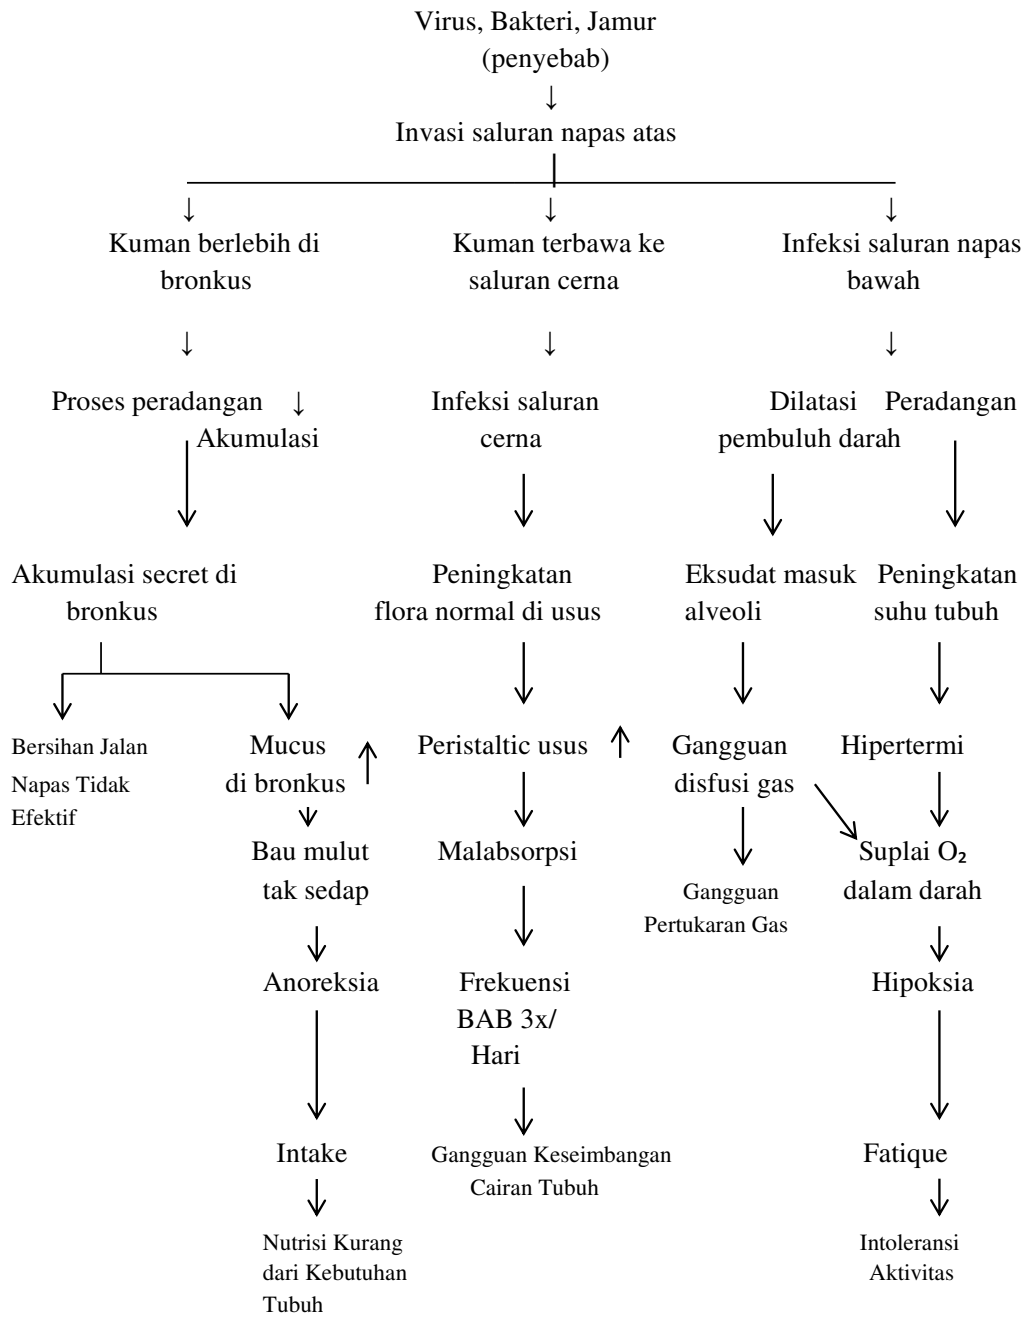 Virus, Bakteri, Jamur
(penyebab)
↓
Invasi saluran napas atas
↓ ↓ ↓
Kuman berlebih di
bronkus
Kuman terbawa ke
saluran cerna
Infeksi saluran napas
bawah
↓ ↓ ↓
Proses peradangan ↓
Akumulasi
Infeksi saluran
cerna
Dilatasi
pembuluh darah
Peradangan
Akumulasi secret di
bronkus
Peningkatan
flora normal di usus
Eksudat masuk
alveoli
Peningkatan
suhu tubuh
Bersihan Jalan
Napas Tidak
Efektif
Mucus
di bronkus
Peristaltic usus
Gangguan
disfusi gas
Hipertermi
Bau mulut
tak sedap
Malabsorpsi
Gangguan
Pertukaran Gas
Suplai O₂
dalam darah
Anoreksia
Frekuensi
BAB 3x/
Hari
Hipoksia
Intake
Gangguan Keseimbangan
Cairan Tubuh
Fatique
Nutrisi Kurang
dari Kebutuhan
Tubuh
Intoleransi
Aktivitas